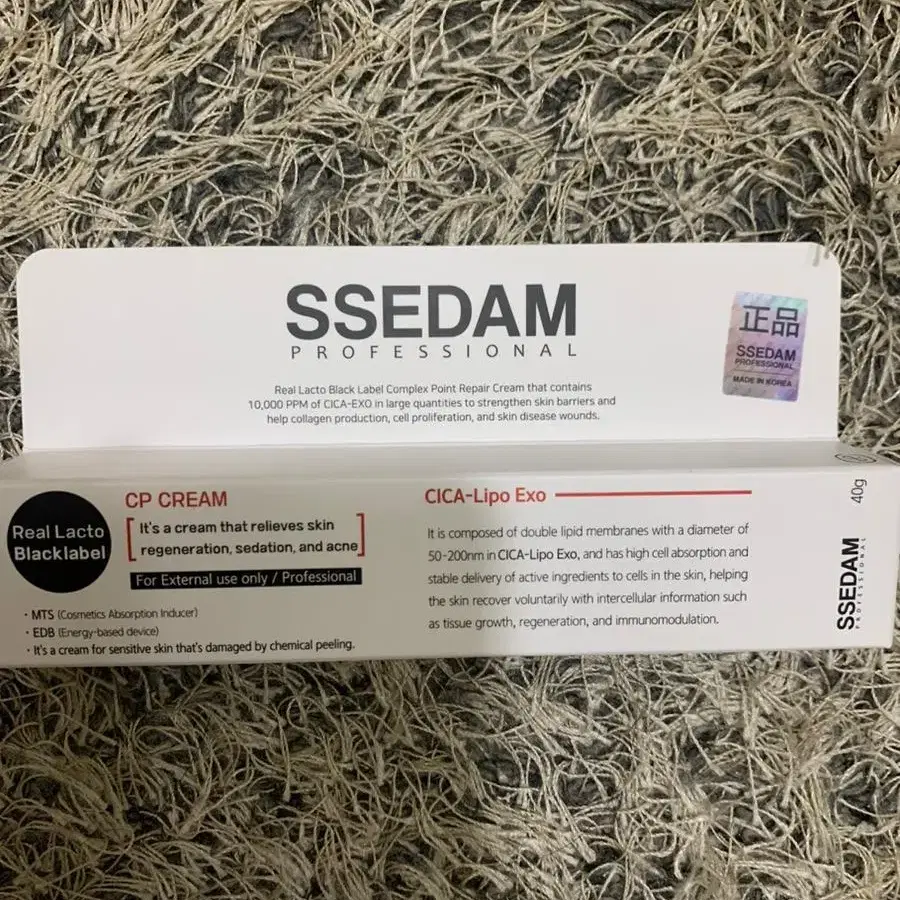 SSEDAM
PROFESSIONAL
Real Lacto Black Label Complex Point Repair Cream that contains
10,000 PPM of CICA-EXO in large quantities to strengthen skin barriers and
help collagen production, cell proliferation, and skin disease wounds.
正品
SSEDAM
PROFESSIONAL
MADE IN KOREA
Real Lacto
Blacklabel
CP CREAM
It's a cream that relieves skin
regeneration, sedation, and acne
For External use only / Professional
· MTS (Cosmetics Absorption Inducer)
· EDB (Energy-based device)
· It's a cream for sensitive skin that's damaged by chemical peeling.
CICA-Lipo Exo
It is composed of double lipid membranes with a diameter of
50-200nm in CICA-Lipo Exo, and has high cell absorption and
stable delivery of active ingredients to cells in the skin, helping
the skin recover voluntarily with intercellular information such
as tissue growth, regeneration, and immunomodulation.
40g
SSEDAM
PROFESSIONAL